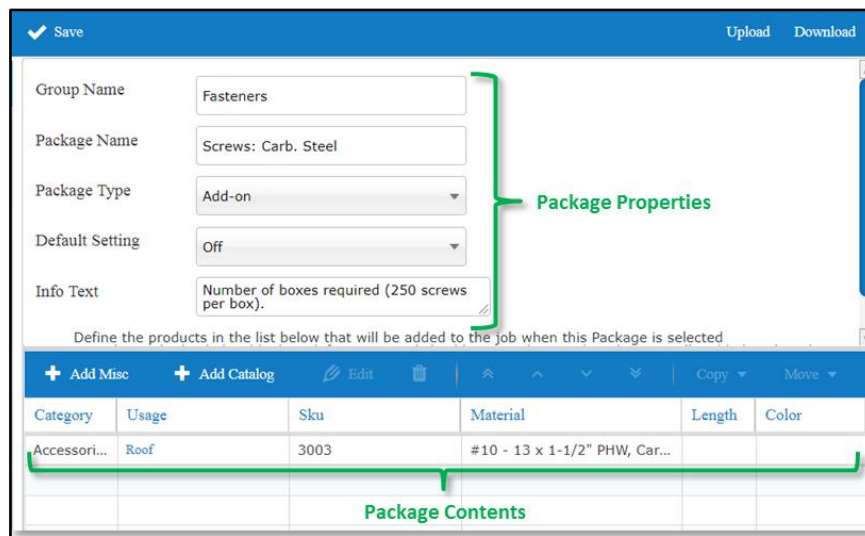 Save Upload Download
Group Name Fasteners
Package Name Screws: Carb. Steel
Package Type Add-on
Package Properties
Default Setting Off
Info Text Number of boxes required (250 screws
per box).
Define the products in the list below that will be added to the job when this Package is selected
Add Misc Add Catalog Edit Copy Move
Category Usage Sku Material Length Color
Accessori... Roof 3003 #10 - 13 x 1-1/2" PHW, Car...
Package Contents